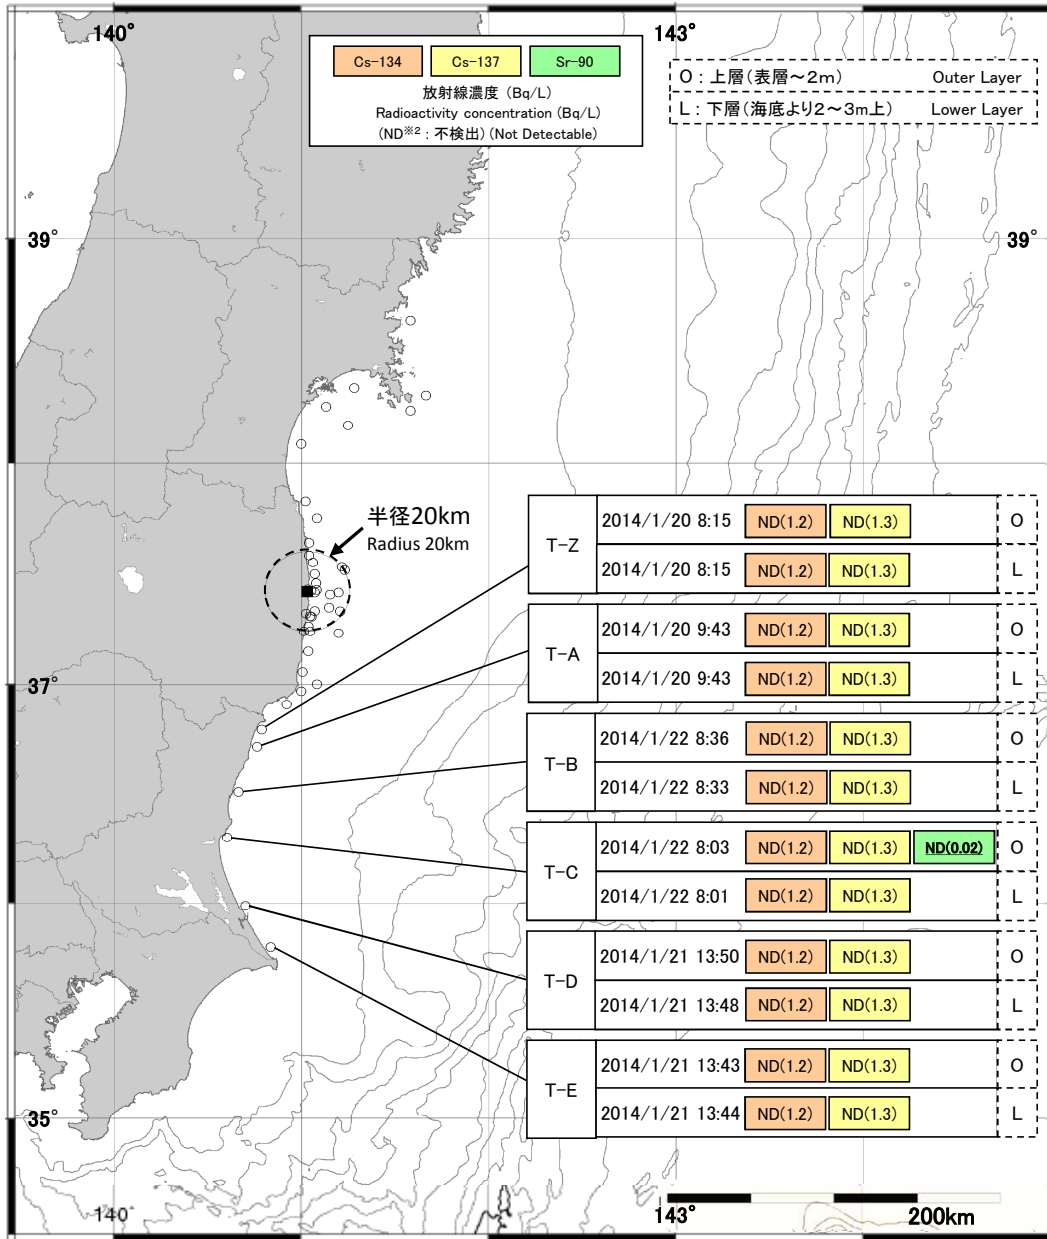 140°
143°
Cs-134 Cs-137 Sr-90
放射線濃度 (Bq/L)
Radioactivity concentration (Bq/L)
(ND※2：不検出) (Not Detectable)
O：上層(表層～2m) Outer Layer
L：下層(海底より2～3m上) Lower Layer
39°
39°
半径20km
Radius 20km
T-Z
2014/1/20 8:15 ND(1.2) ND(1.3) O
2014/1/20 8:15 ND(1.2) ND(1.3) L
T-A
2014/1/20 9:43 ND(1.2) ND(1.3) O
2014/1/20 9:43 ND(1.2) ND(1.3) L
37°
T-B
2014/1/22 8:36 ND(1.2) ND(1.3) O
2014/1/22 8:33 ND(1.2) ND(1.3) L
T-C
2014/1/22 8:03 ND(1.2) ND(1.3) ND(0.02) O
2014/1/22 8:01 ND(1.2) ND(1.3) L
T-D
2014/1/21 13:50 ND(1.2) ND(1.3) O
2014/1/21 13:48 ND(1.2) ND(1.3) L
T-E
2014/1/21 13:43 ND(1.2) ND(1.3) O
2014/1/21 13:44 ND(1.2) ND(1.3) L
35°
140°
143°
200km